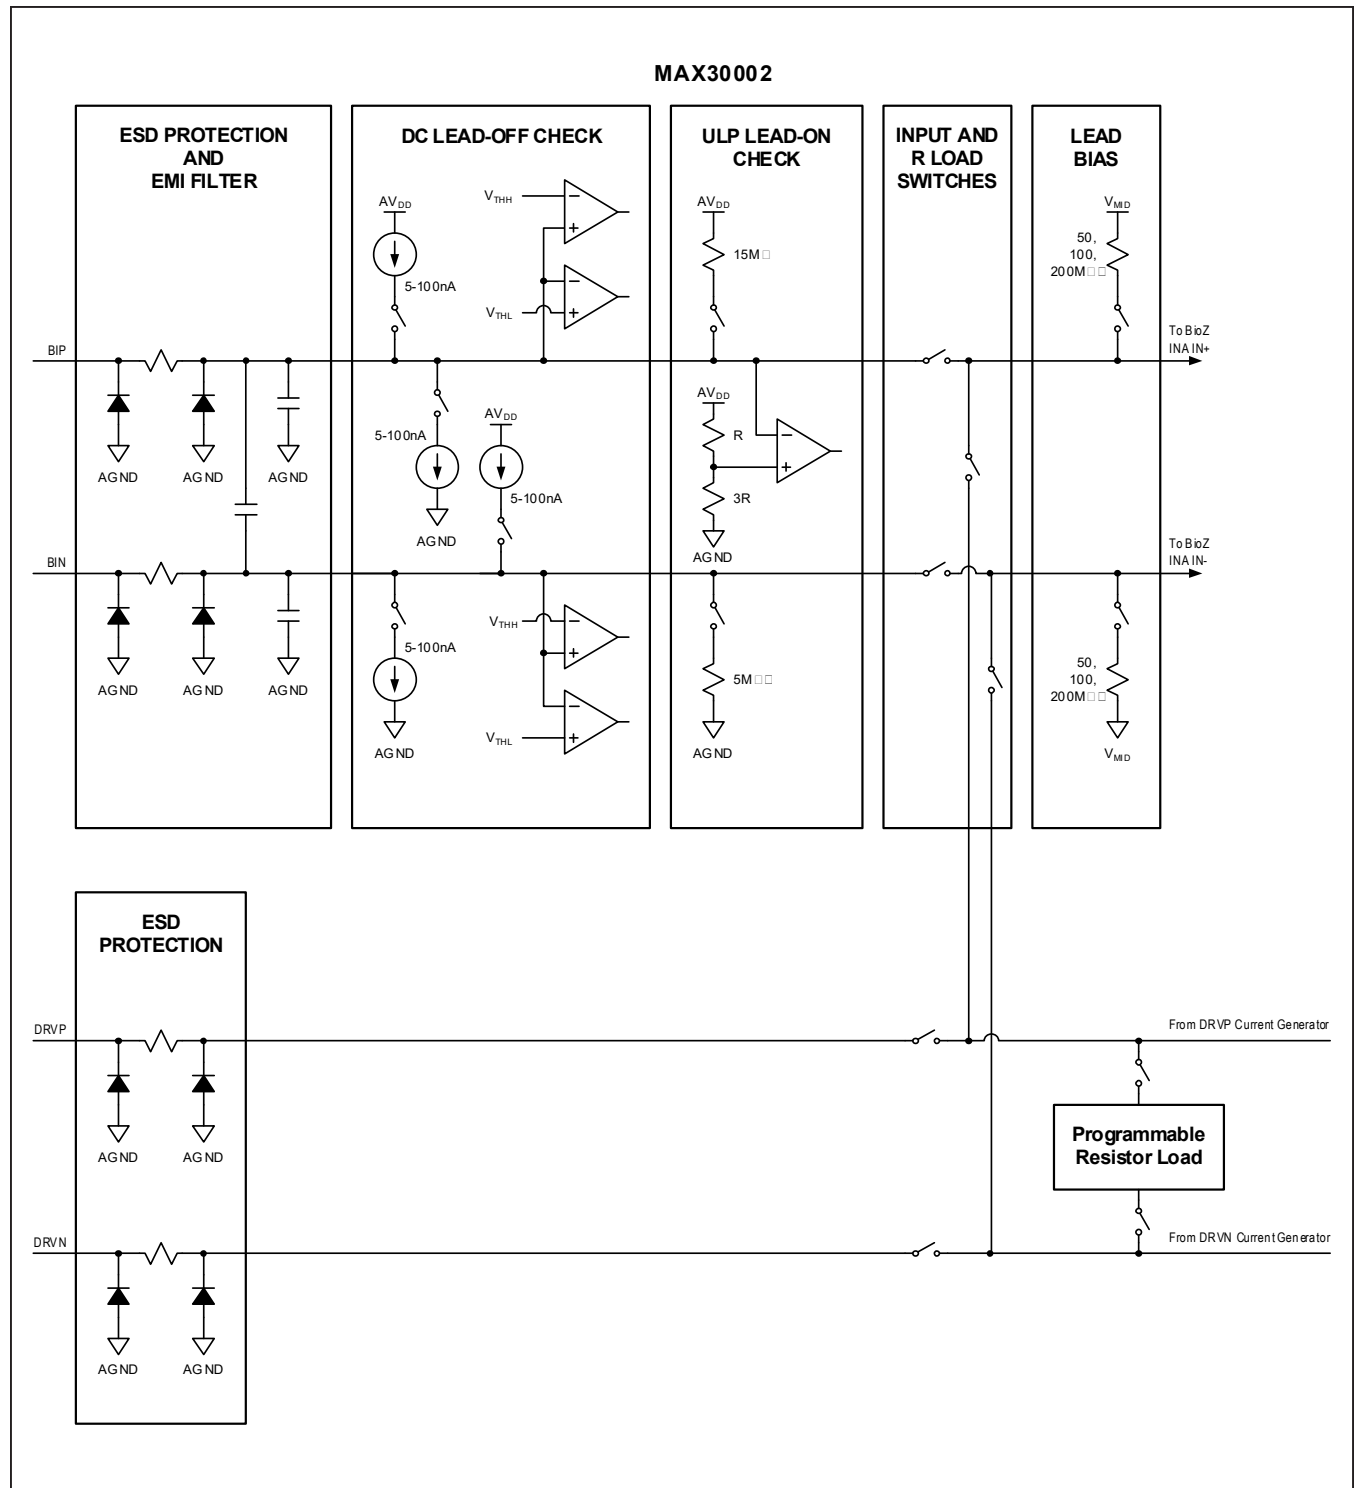 MAX30002
ESD PROTECTION
AND
EMI FILTER
DC LEAD-OFF CHECK
ULP LEAD-ON
CHECK
INPUT AND
R LOAD
SWITCHES
LEAD
BIAS
AVDD
5-100nA
VTHH
VTHL
AVDD
15M□
VMID
50,
100,
200M□□
BIP
To BioZ
INA IN+
AGND
AGND
AGND
5-100nA
AGND
AVDD
5-100nA
AVDD
R
3R
AGND
BIN
To BioZ
INA IN-
AGND
AGND
AGND
5-100nA
AGND
VTHH
VTHL
5M□□
AGND
50,
100,
200M□□
VMID
ESD
PROTECTION
DRVP
From DRVP Current Generator
AGND
AGND
Programmable
Resistor Load
DRVN
From DRVN Current Generator
AGND
AGND